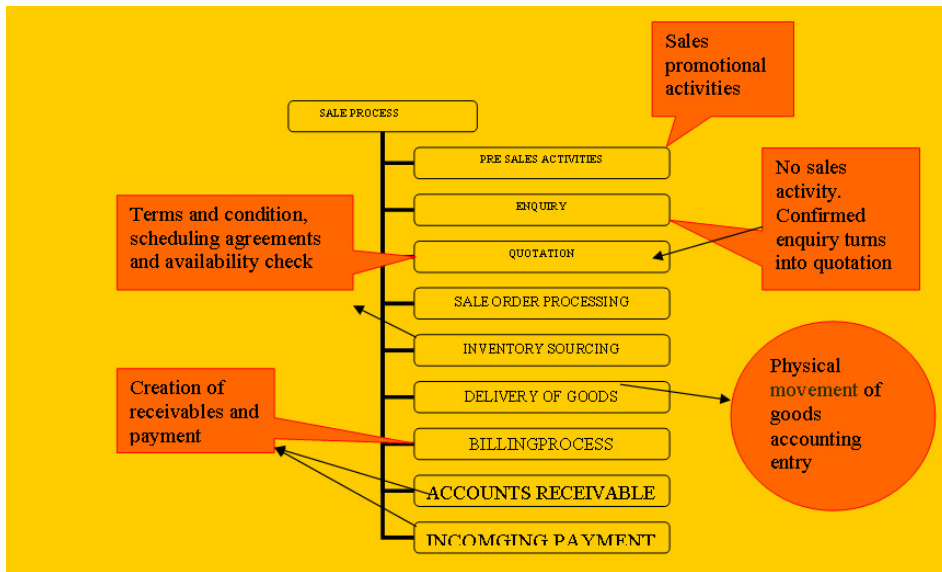 Sales
promotional
activities
SALE PROCESS
PRE SALES ACTIVITIES
No sales
activity.
Confirmed
enquiry turns
into quotation
ENQUIRY
Terms and condition,
scheduling agreements
and availability check
QUOTATION
SALE ORDER PROCESSING
INVENTORY SOURCING
Physical
movement of
goods
accounting
entry
DELIVERY OF GOODS
Creation of
receivables and
payment
BILLINGPROCESS
ACCOUNTS RECEIVABLE
INCOMGING PAYMENT